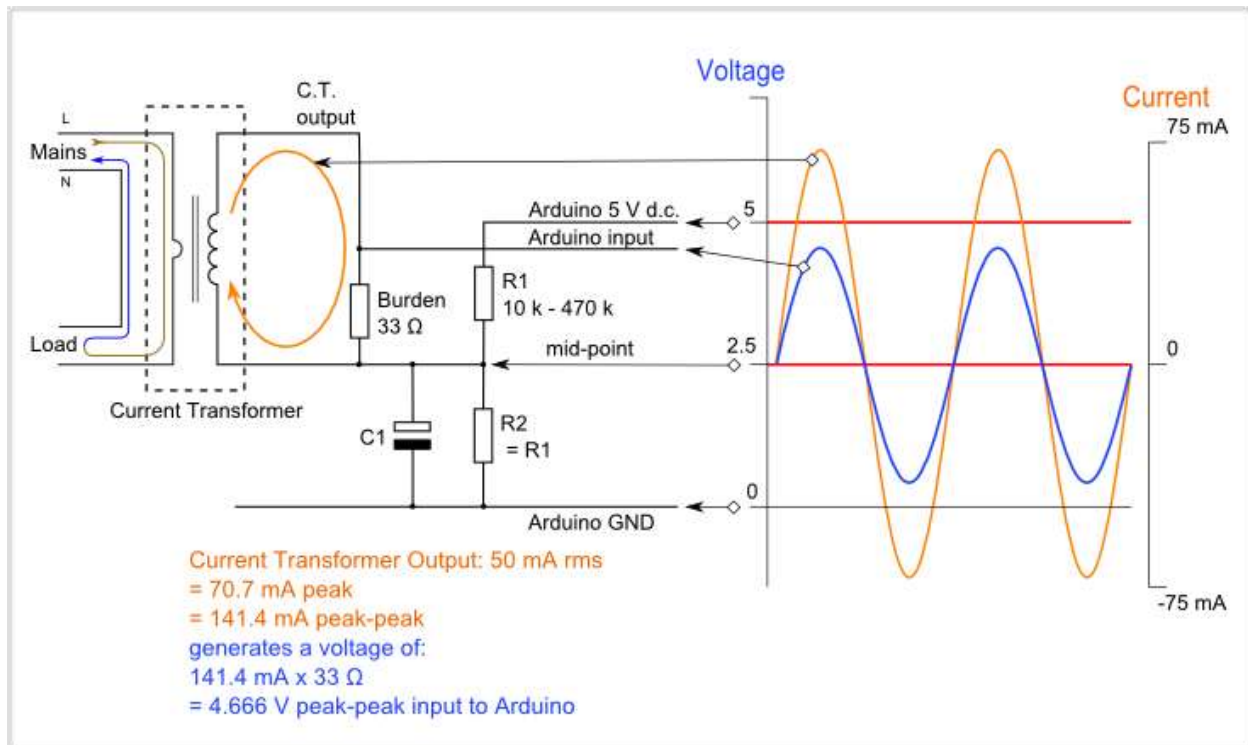 Voltage
Current
C.T.
output
75 mA
L
Mains
N
Arduino 5 V d.c.
5
Arduino input
Burden
33 Ω
R1
10 k - 470 k
Load
mid-point
2.5
0
Current Transformer
C1
R2
= R1
0
Arduino GND
-75 mA
Current Transformer Output: 50 mA rms
= 70.7 mA peak
= 141.4 mA peak-peak
generates a voltage of:
141.4 mA x 33 Ω
= 4.666 V peak-peak input to Arduino